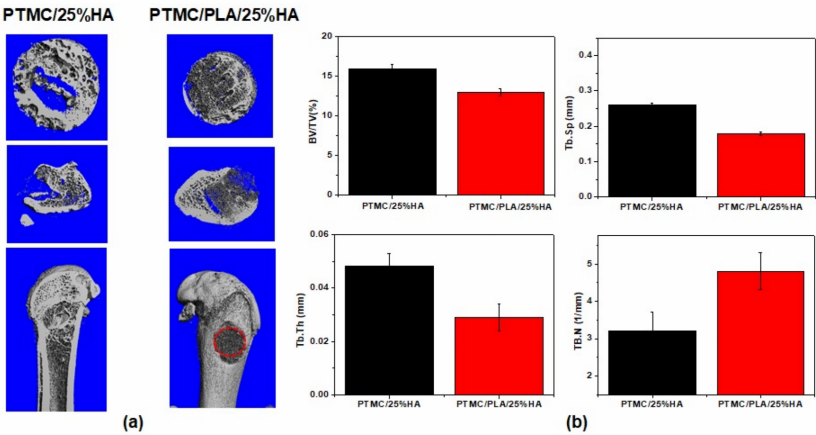 PTMC/25%HA
PTMC/PLA/25%HA
20
15
10
5
0
BV/TV(%)
PTMC/25%HA
PTMC/PLA/25%HA
0.4
0.3
0.2
0.1
0.0
Tb.Sp (mm)
PTMC/25%HA
PTMC/PLA/25%HA
0.06
0.04
0.02
0.00
Tb.Th (mm)
PTMC/25%HA
PTMC/PLA/25%HA
5
4
3
2
TB.N (1/mm)
PTMC/25%HA
PTMC/PLA/25%HA
(a)
(b)